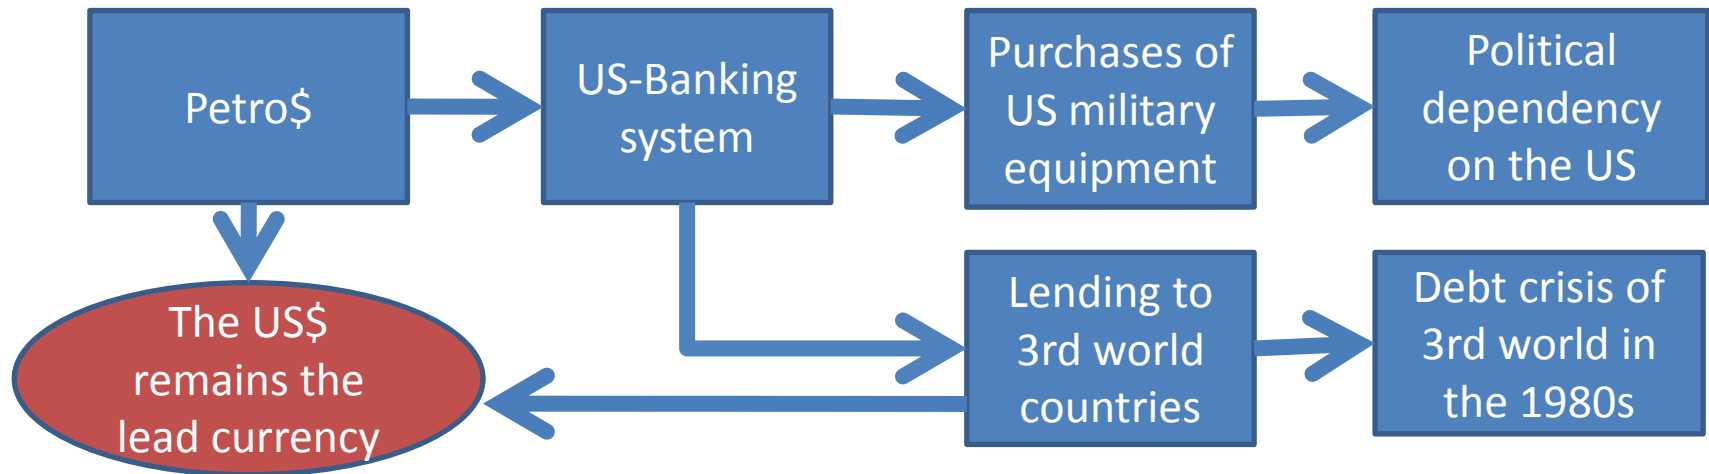 Petro$
US-Banking
system
Purchases of
US military
equipment
Political
dependency
on the US
The US$
remains the
lead currency
Lending to
3rd world
countries
Debt crisis of
3rd world in
the 1980s